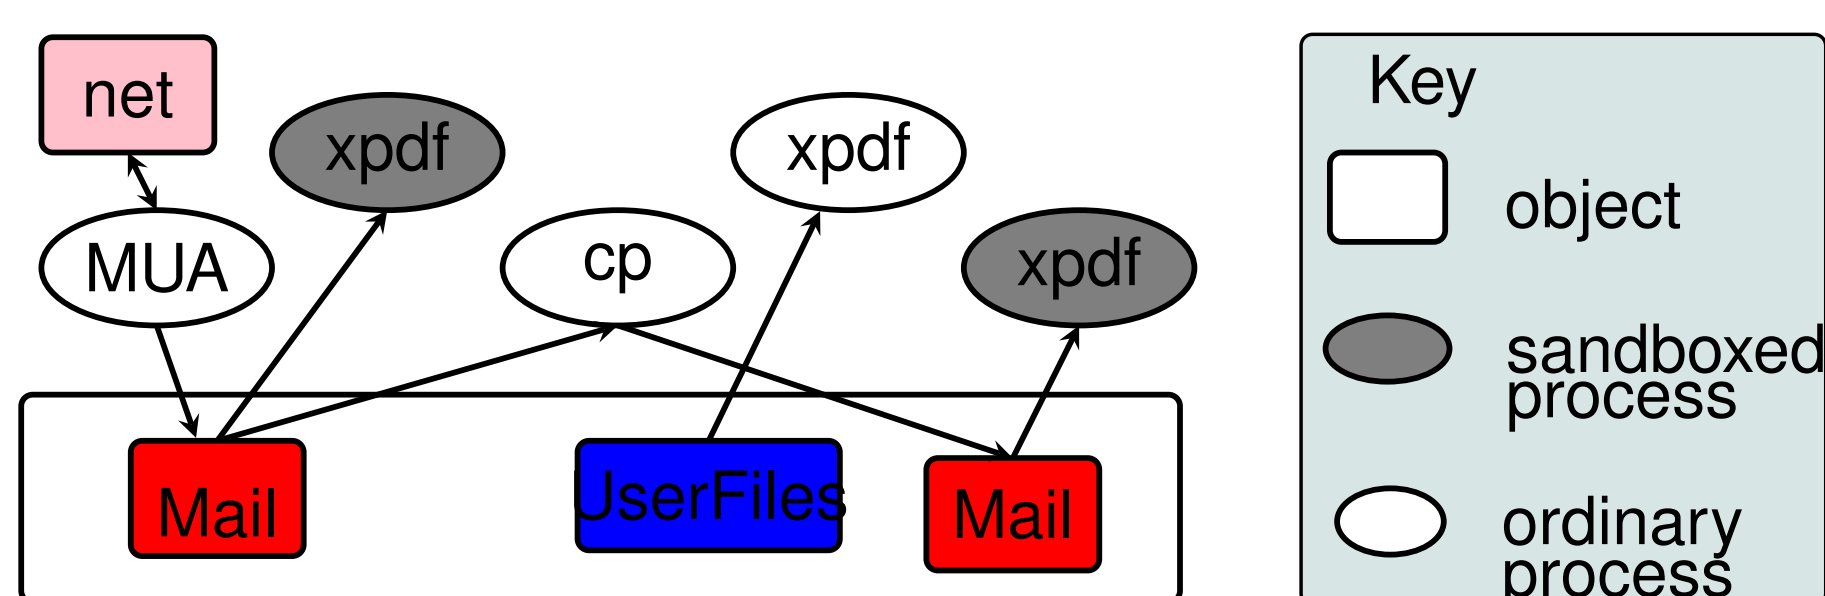 net
xpdf
xpdf
MUA
cp
xpdf
Mail
UserFiles
Mail
Key
object
sandboxed
process
ordinary
process